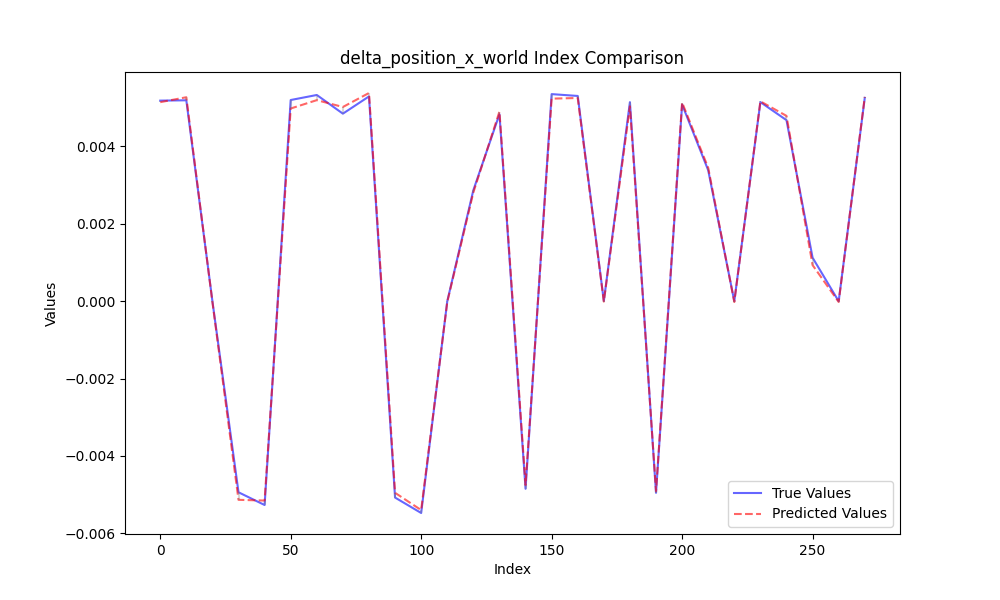 delta_position_x_world Index Comparison
Values
0.004
0.002
0.000
−0.002
−0.004
−0.006
0
50
100
150
200
250
Index
True Values
Predicted Values